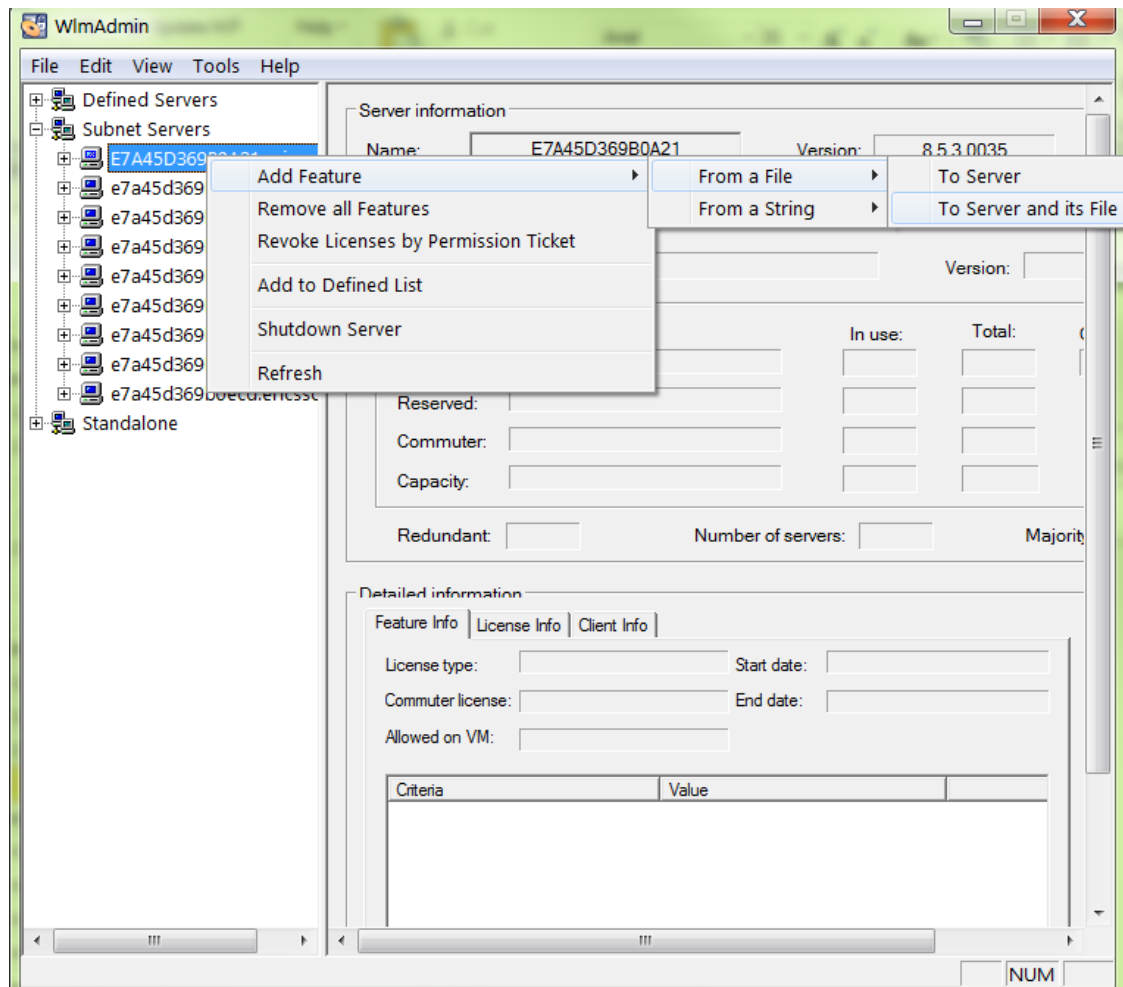 WlmAdmin
File Edit View Tools Help
Defined Servers
Subnet Servers
E7A45D369B0A21
e7a45d369
e7a45d369
e7a45d369
e7a45d369
e7a45d369
e7a45d369
e7a45d369
e7a45d369b0ecd.ericssc
Standalone
Add Feature
Remove all Features
Revoke Licenses by Permission Ticket
Add to Defined List
Shutdown Server
Refresh
From a File
From a String
To Server
To Server and its File
Server information
Name: E7A45D369B0A21 Version: 8.5.3.0035
Version:
In use: Total:
Reserved:
Commuter:
Capacity:
Redundant: Number of servers: Majority
Detailed information
Feature Info License Info Client Info
License type: Start date:
Commuter license: End date:
Allowed on VM:
Criteria Value
NUM